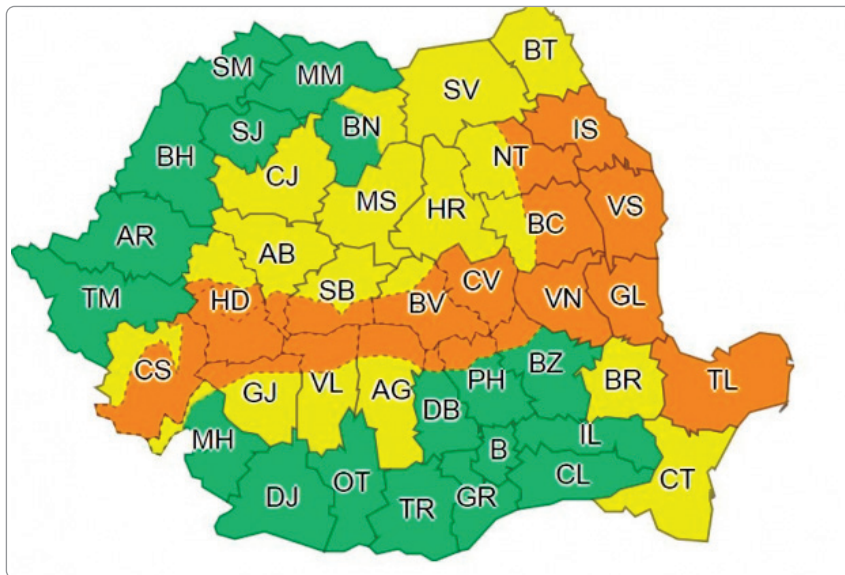 BT
SM
MM
SV
BN
IS
SJ
NT
BH
CJ
MS
HR
VS
BC
AR
AB
CV
SB
HD
TM
BV
VN
GL
BZ
CS
PH
BR
TL
GJ
VL
AG
DB
MH
IL
B
CL
OT
CT
DJ
GR
TR